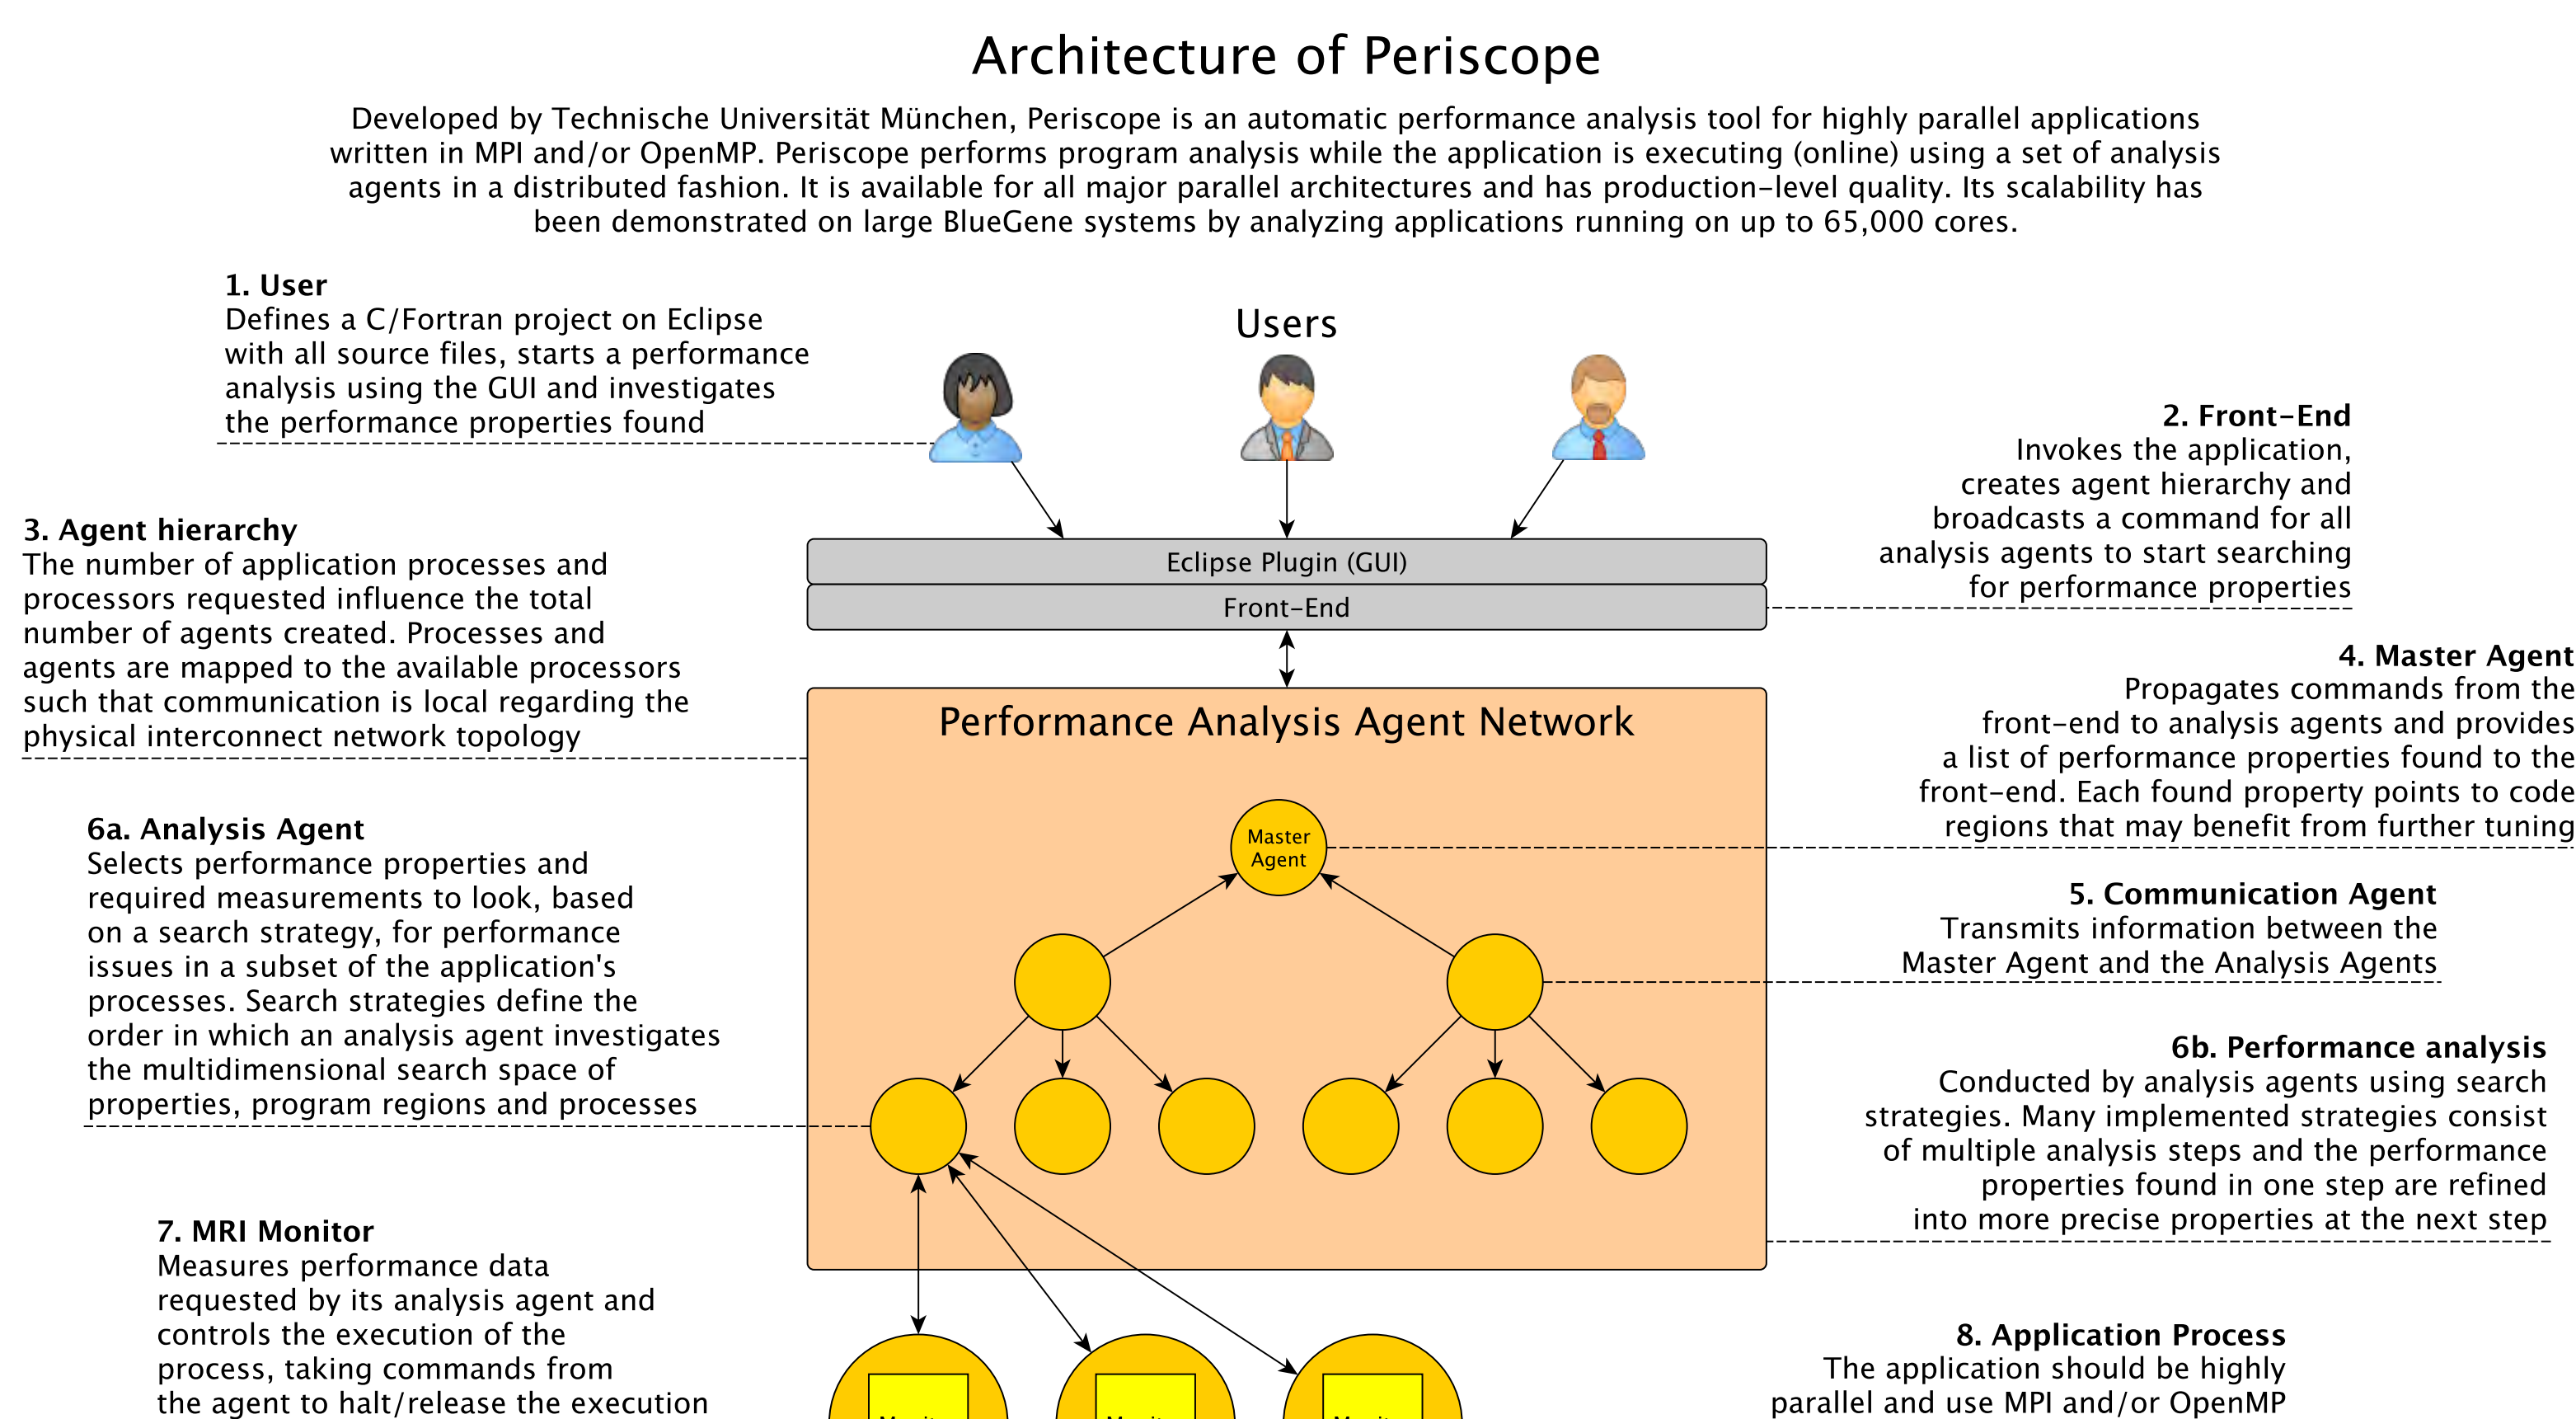 Architecture of Periscope
Developed by Technische Universität München, Periscope is an automatic performance analysis tool for highly parallel applications
written in MPI and/or OpenMP. Periscope performs program analysis while the application is executing (online) using a set of analysis
agents in a distributed fashion. It is available for all major parallel architectures and has production-level quality. Its scalability has
been demonstrated on large BlueGene systems by analyzing applications running on up to 65,000 cores.
1. User
Defines a C/Fortran project on Eclipse
with all source files, starts a performance
analysis using the GUI and investigates
the performance properties found
Users
2. Front-End
Invokes the application,
creates agent hierarchy and
broadcasts a command for all
analysis agents to start searching
for performance properties
3. Agent hierarchy
The number of application processes and
processors requested influence the total
number of agents created. Processes and
agents are mapped to the available processors
such that communication is local regarding the
physical interconnect network topology
Eclipse Plugin (GUI)
Front-End
4. Master Agent
Propagates commands from the
front-end to analysis agents and provides
a list of performance properties found to the
front-end. Each found property points to code
regions that may benefit from further tuning
Performance Analysis Agent Network
Master
Agent
6a. Analysis Agent
Selects performance properties and
required measurements to look, based
on a search strategy, for performance
issues in a subset of the application's
processes. Search strategies define the
order in which an analysis agent investigates
the multidimensional search space of
properties, program regions and processes
5. Communication Agent
Transmits information between the
Master Agent and the Analysis Agents
6b. Performance analysis
Conducted by analysis agents using search
strategies. Many implemented strategies consist
of multiple analysis steps and the performance
properties found in one step are refined
into more precise properties at the next step
7. MRI Monitor
Measures performance data
requested by its analysis agent and
controls the execution of the
process, taking commands from
the agent to halt/release the execution
8. Application Process
The application should be highly
parallel and use MPI and/or OpenMP